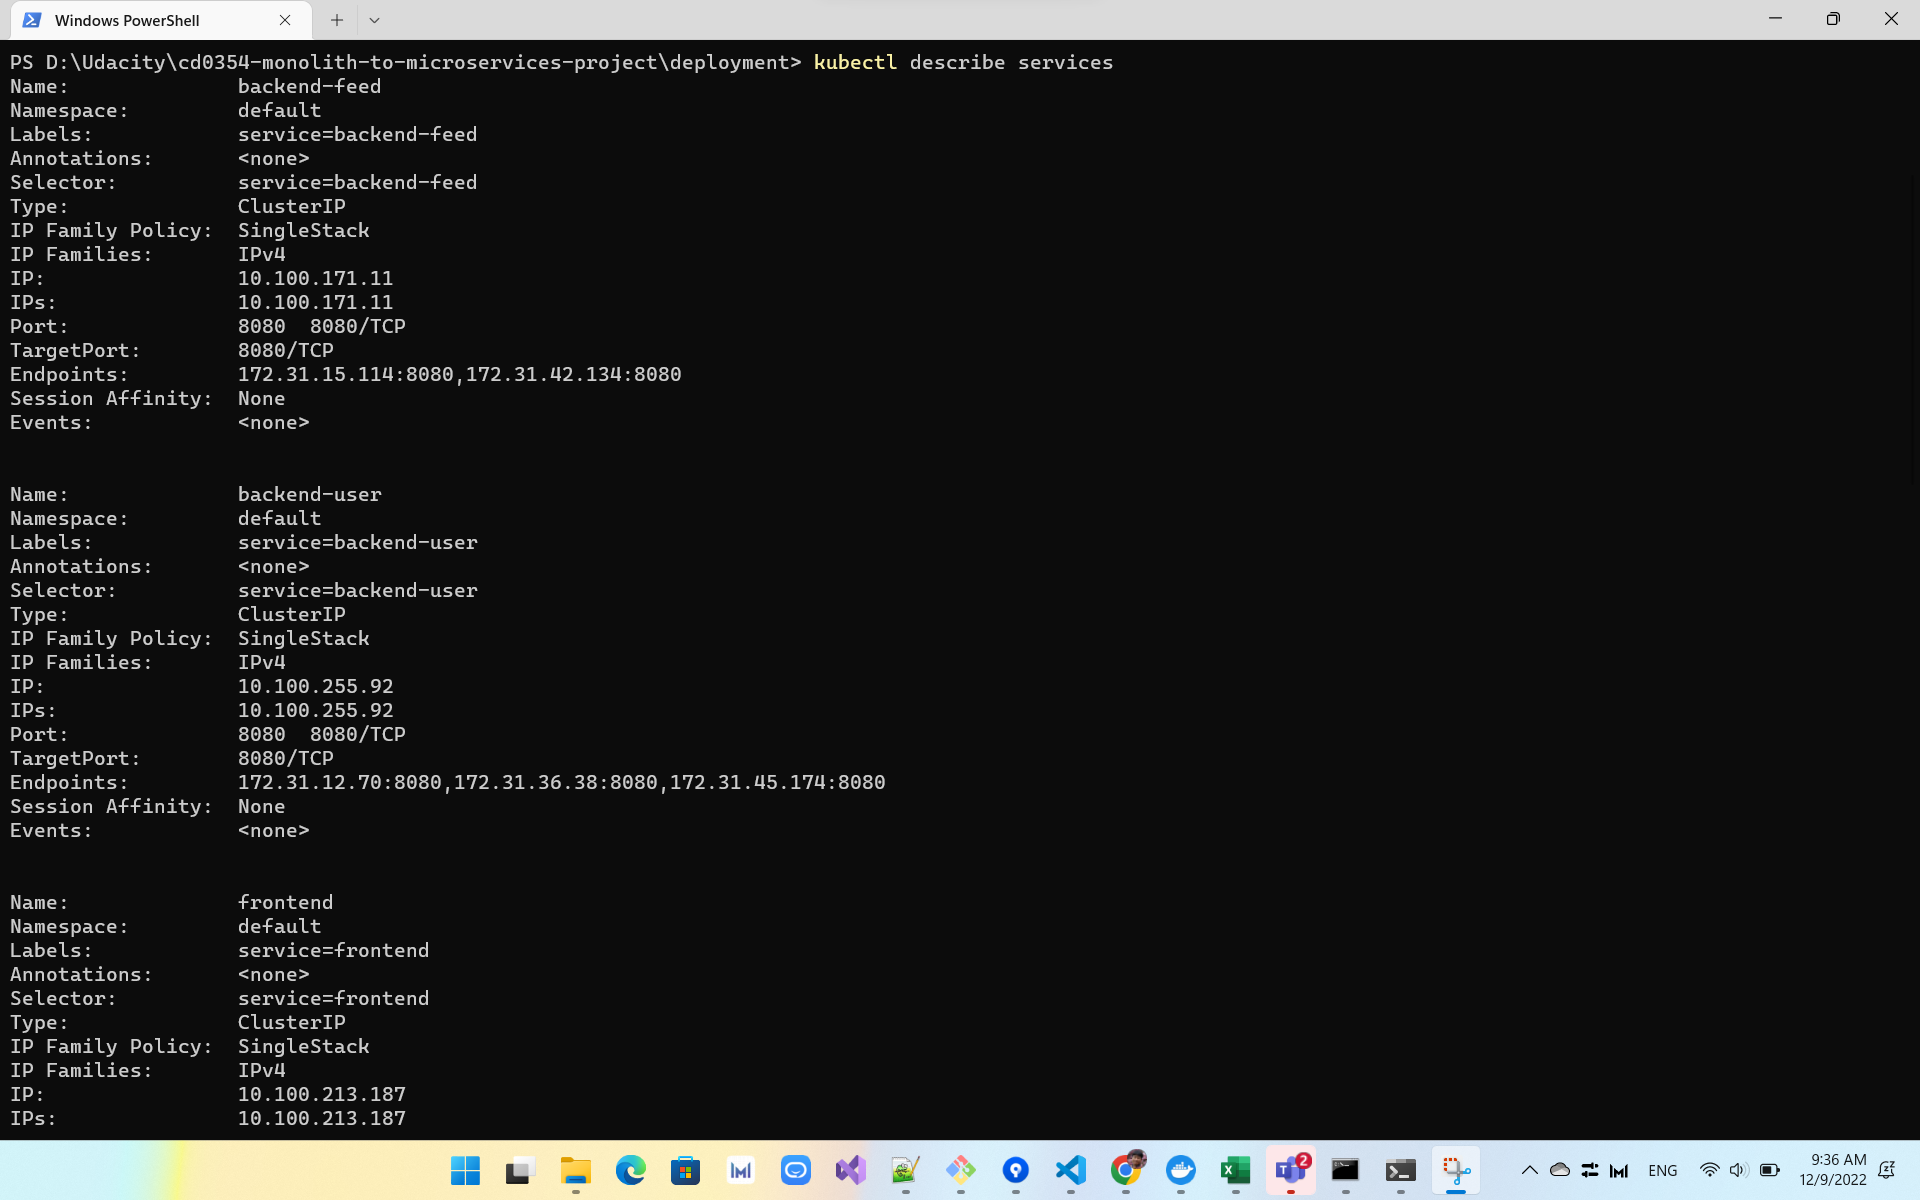 Windows PowerShell
PS D:\Udacity\cd0354-monolith-to-microservices-project\deployment> kubectl describe services
Name: backend-feed
Namespace: default
Labels: service=backend-feed
Annotations: <none>
Selector: service=backend-feed
Type: ClusterIP
IP Family Policy: SingleStack
IP Families: IPv4
IP: 10.100.171.11
IPs: 10.100.171.11
Port: 8080 8080/TCP
TargetPort: 8080/TCP
Endpoints: 172.31.15.114:8080,172.31.42.134:8080
Session Affinity: None
Events: <none>
Name: backend-user
Namespace: default
Labels: service=backend-user
Annotations: <none>
Selector: service=backend-user
Type: ClusterIP
IP Family Policy: SingleStack
IP Families: IPv4
IP: 10.100.255.92
IPs: 10.100.255.92
Port: 8080 8080/TCP
TargetPort: 8080/TCP
Endpoints: 172.31.12.70:8080,172.31.36.38:8080,172.31.45.174:8080
Session Affinity: None
Events: <none>
Name: frontend
Namespace: default
Labels: service=frontend
Annotations: <none>
Selector: service=frontend
Type: ClusterIP
IP Family Policy: SingleStack
IP Families: IPv4
IP: 10.100.213.187
IPs: 10.100.213.187
2
ENG
9:36 AM
12/9/2022